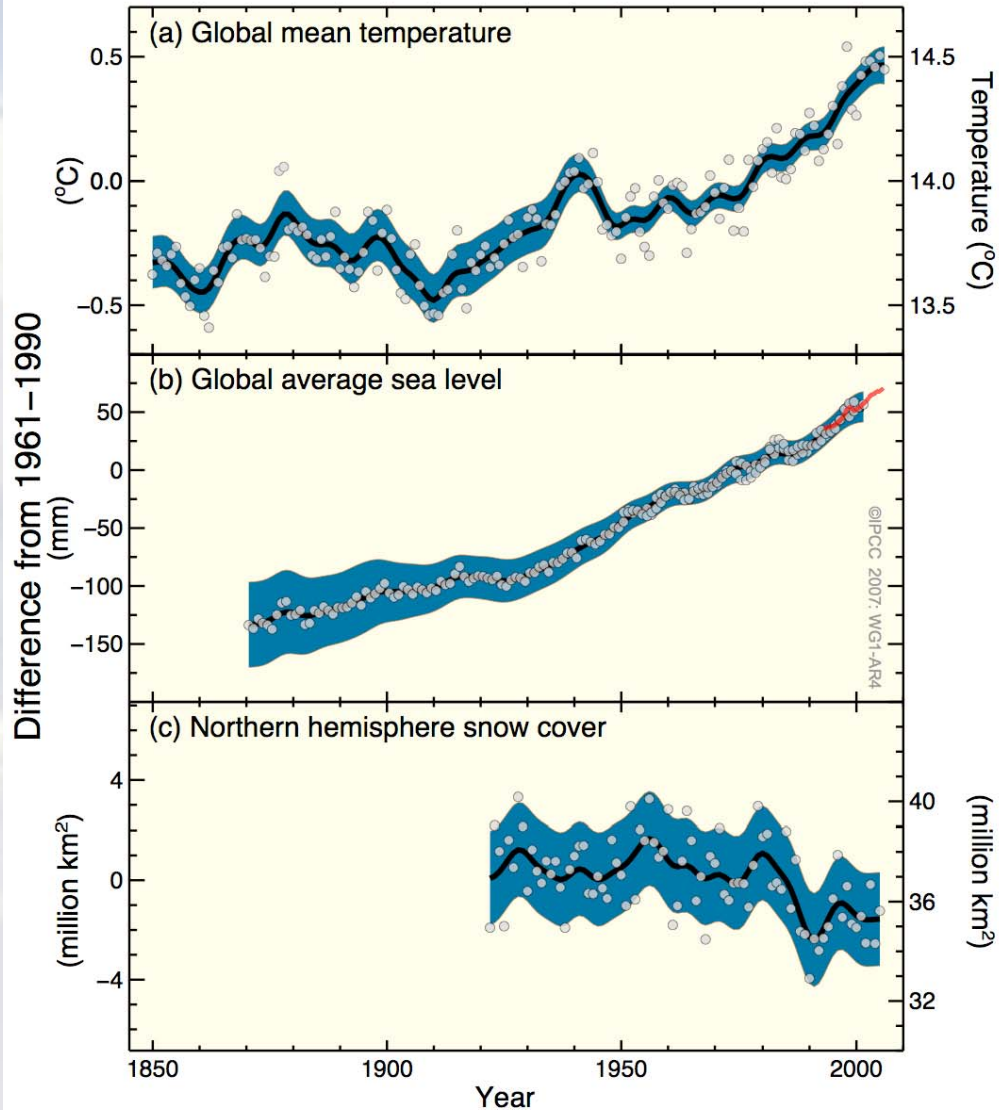 Difference from 1961–1990
(a) Global mean temperature
0.5
0.0
−0.5
(°C)
14.5
14.0
13.5
Temperature (°C)
(b) Global average sea level
50
0
−50
−100
−150
(mm)
©IPCC 2007: WG1-AR4
(c) Northern hemisphere snow cover
4
0
−4
(million km²)
40
36
32
(million km²)
1850
1900
1950
2000
Year